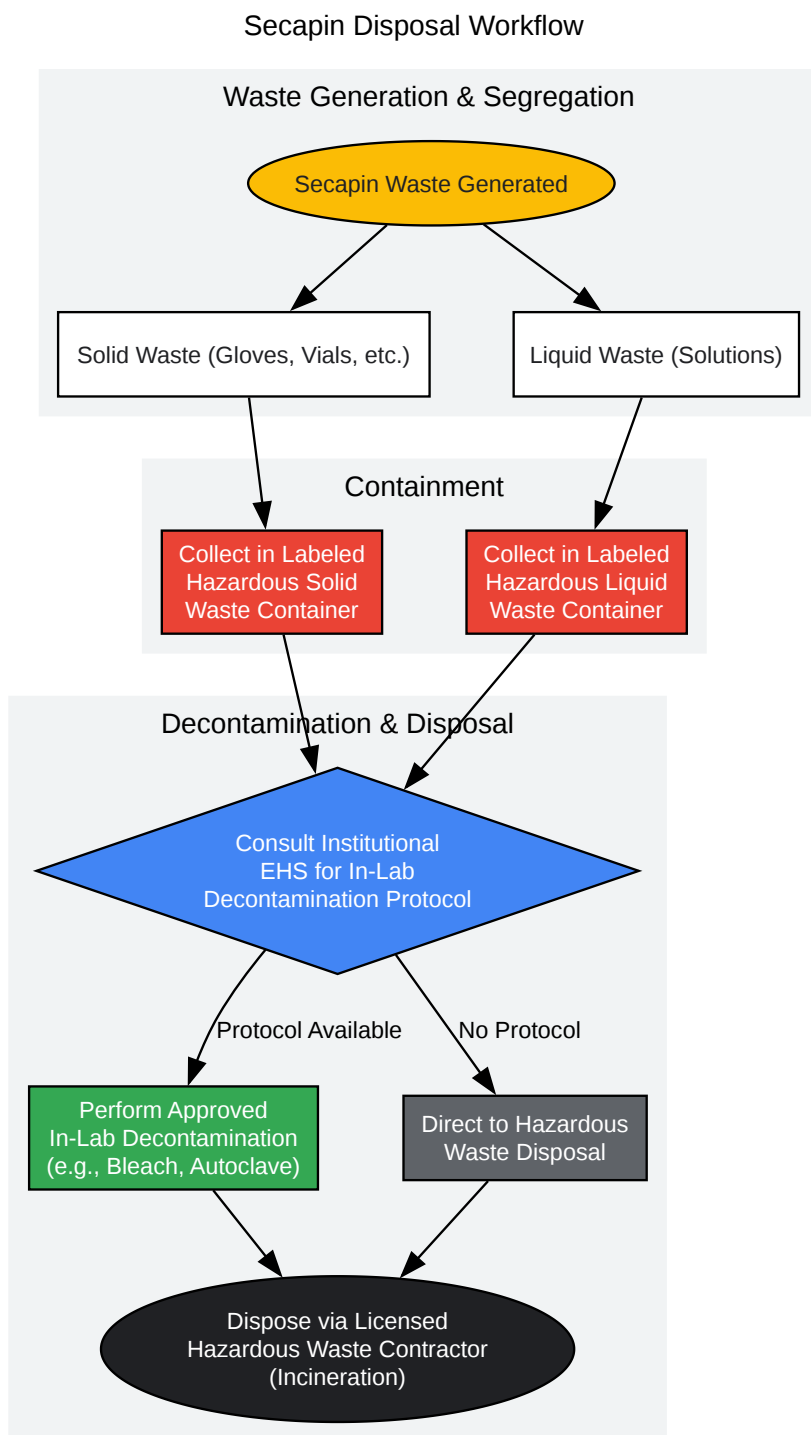 Secapin Disposal Workflow
Waste Generation & Segregation
Secapin Waste Generated
Solid Waste (Gloves, Vials, etc.)
Liquid Waste (Solutions)
Containment
Collect in Labeled
Hazardous Solid
Waste Container
Collect in Labeled
Hazardous Liquid
Waste Container
Decontamination & Disposal
Consult Institutional
EHS for In-Lab
Decontamination Protocol
Protocol Available
No Protocol
Perform Approved
In-Lab Decontamination
(e.g., Bleach, Autoclave)
Direct to Hazardous
Waste Disposal
Dispose via Licensed
Hazardous Waste Contractor
(Incineration)